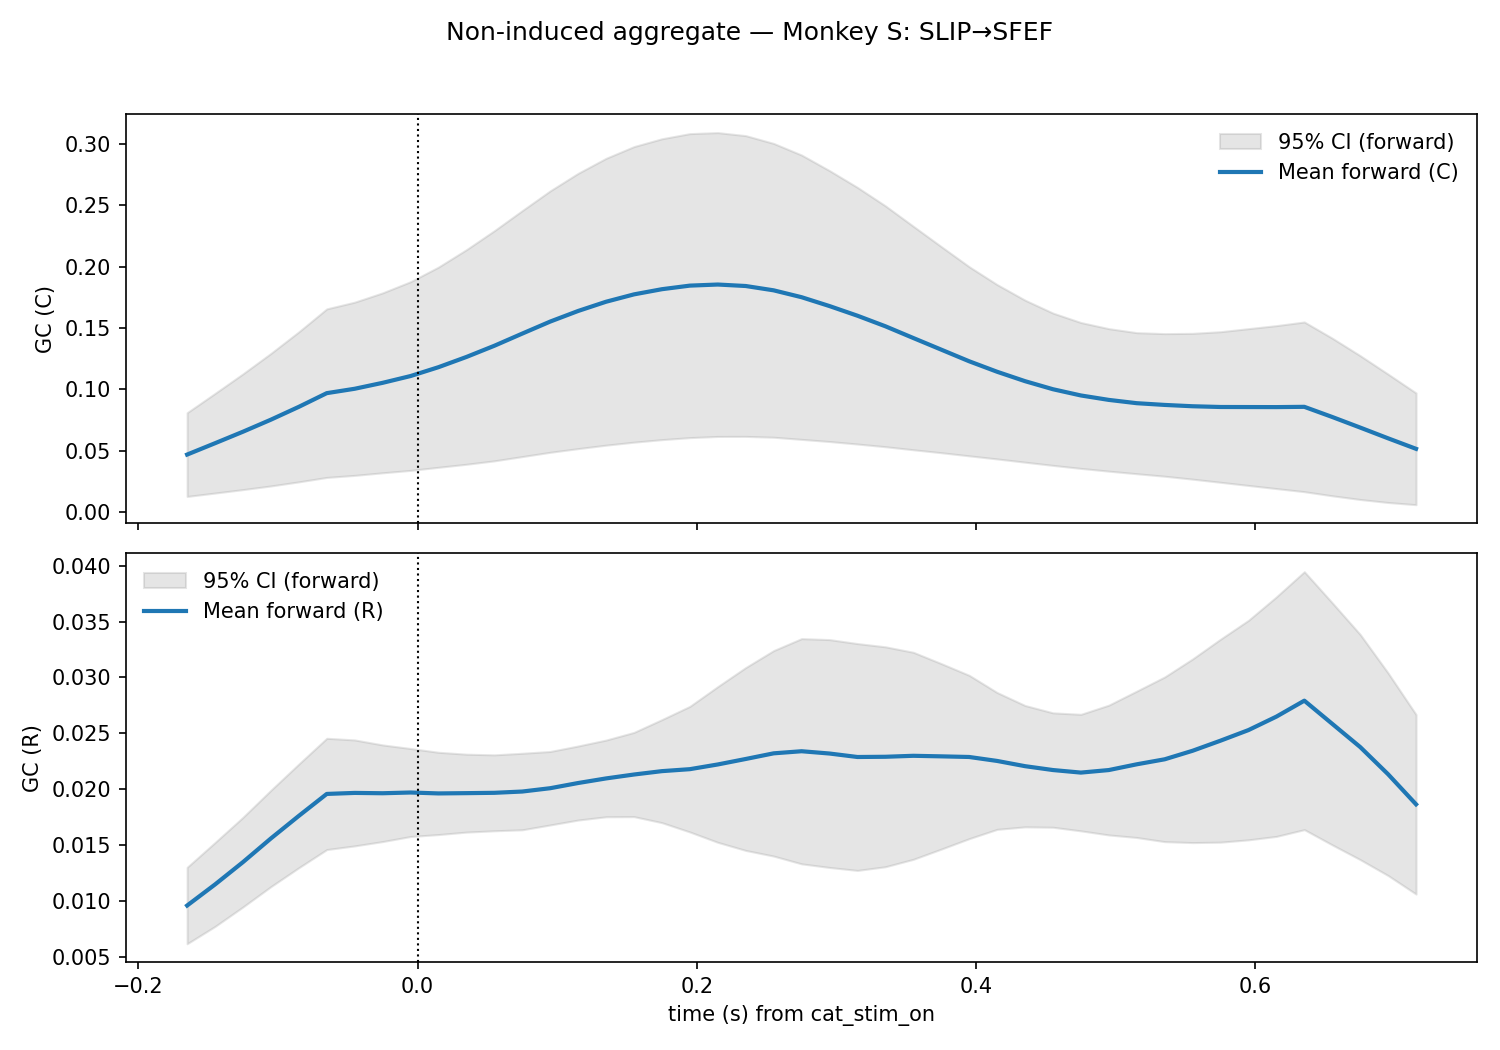 Non-induced aggregate — Monkey S: SLIP→SFEF
GC (C)
0.30
0.25
0.20
0.15
0.10
0.05
0.00
95% CI (forward)
Mean forward (C)
GC (R)
0.040
0.035
0.030
0.025
0.020
0.015
0.010
0.005
95% CI (forward)
Mean forward (R)
−0.2 0.0 0.2 0.4 0.6
time (s) from cat_stim_on